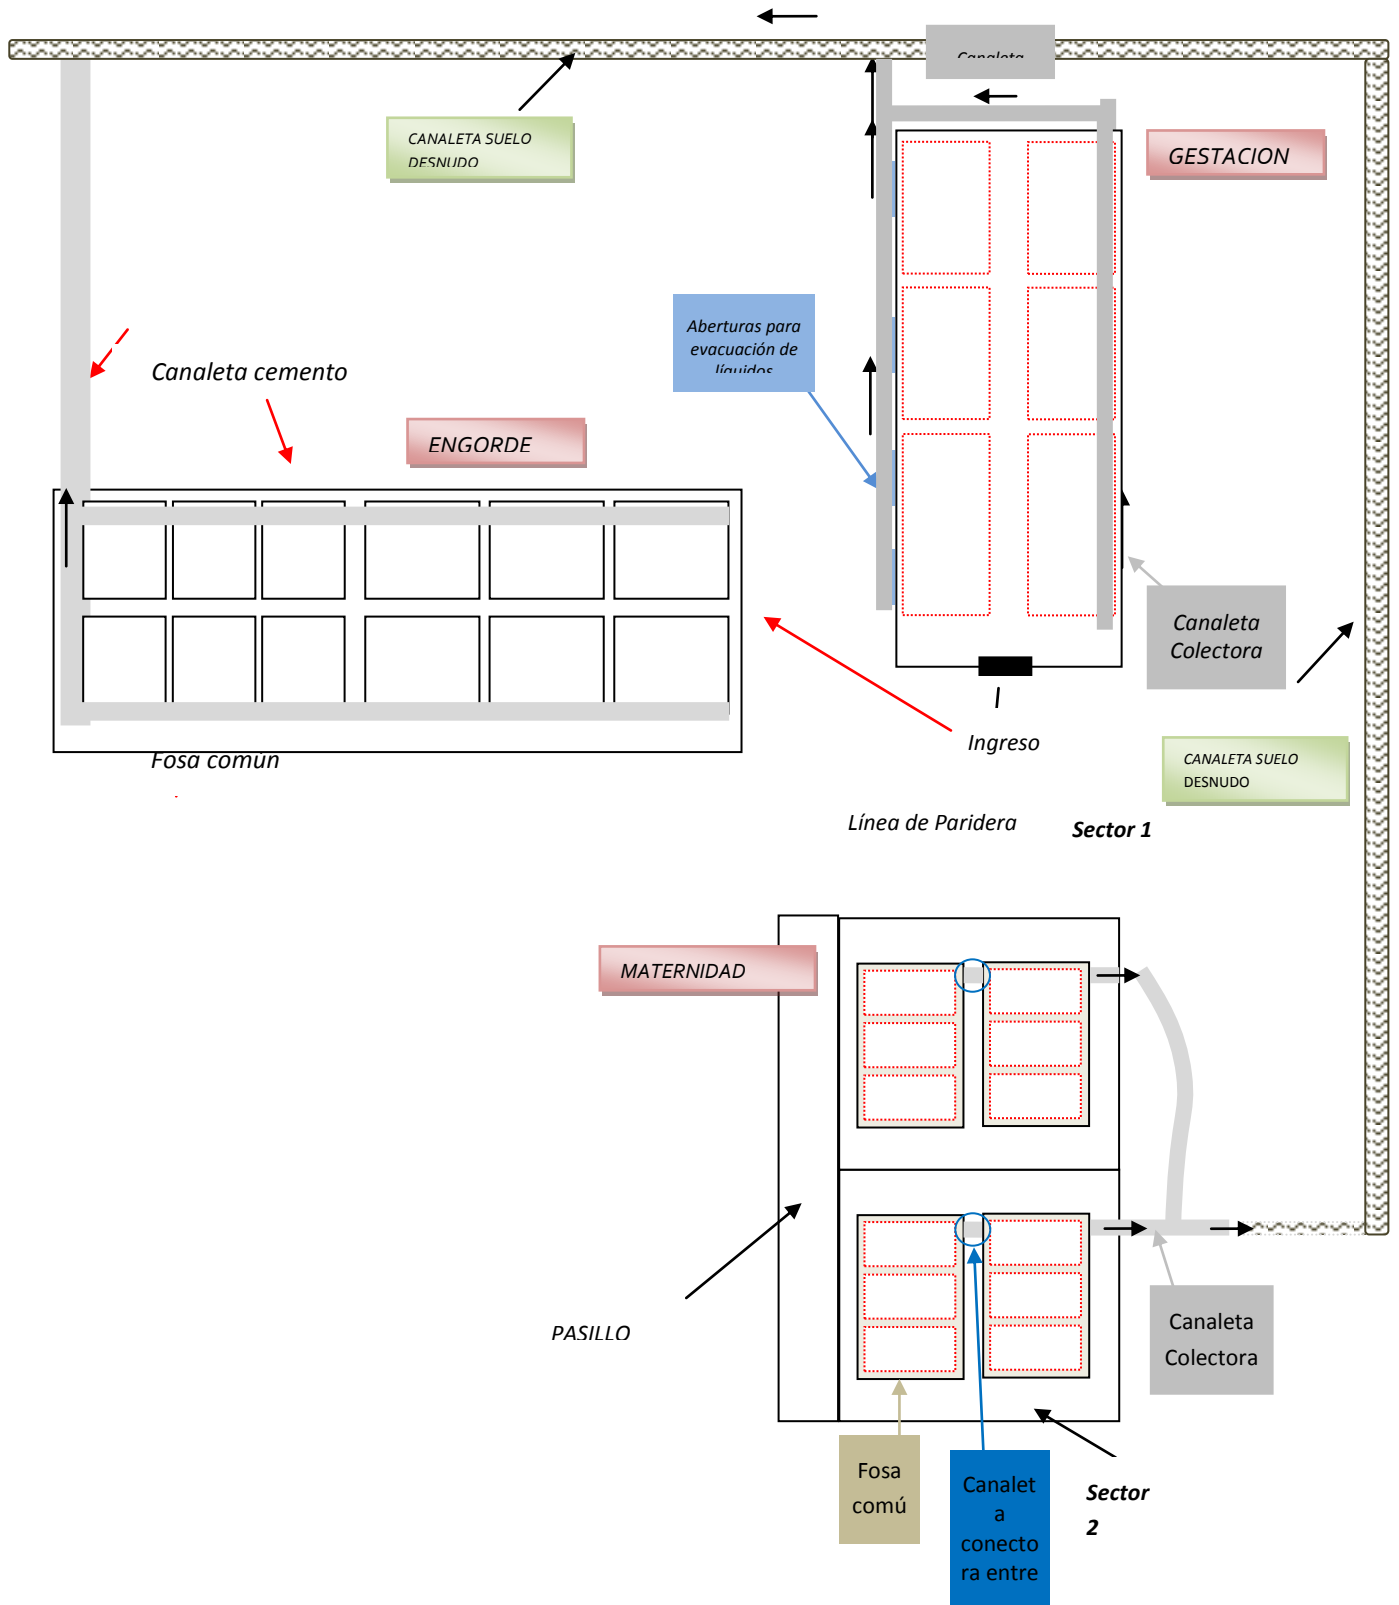 Canaleta
CANALETA SUELO
DESNUDO
GESTACION
Aberturas para
evacuación de
líquidos
Canaleta cemento
ENGORDE
Canaleta
Colectora
Ingreso
Fosa común
CANALETA SUELO
DESNUDO
Línea de Paridera
Sector 1
MATERNIDAD
PASILLO
Canaleta
Colectora
Fosa
comú
Canalet
a
conecto
ra entre
Sector
2